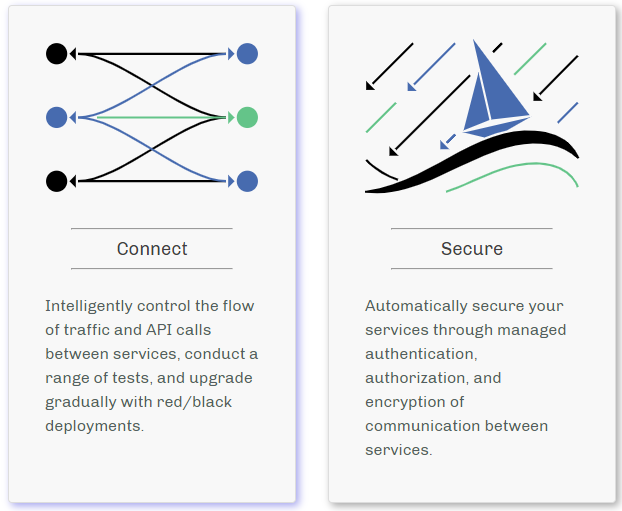 Connect
Intelligently control the flow
of traffic and API calls
between services, conduct a
range of tests, and upgrade
gradually with red/black
deployments.
Secure
Automatically secure your
services through managed
authentication,
authorization, and
encryption of
communication between
services.